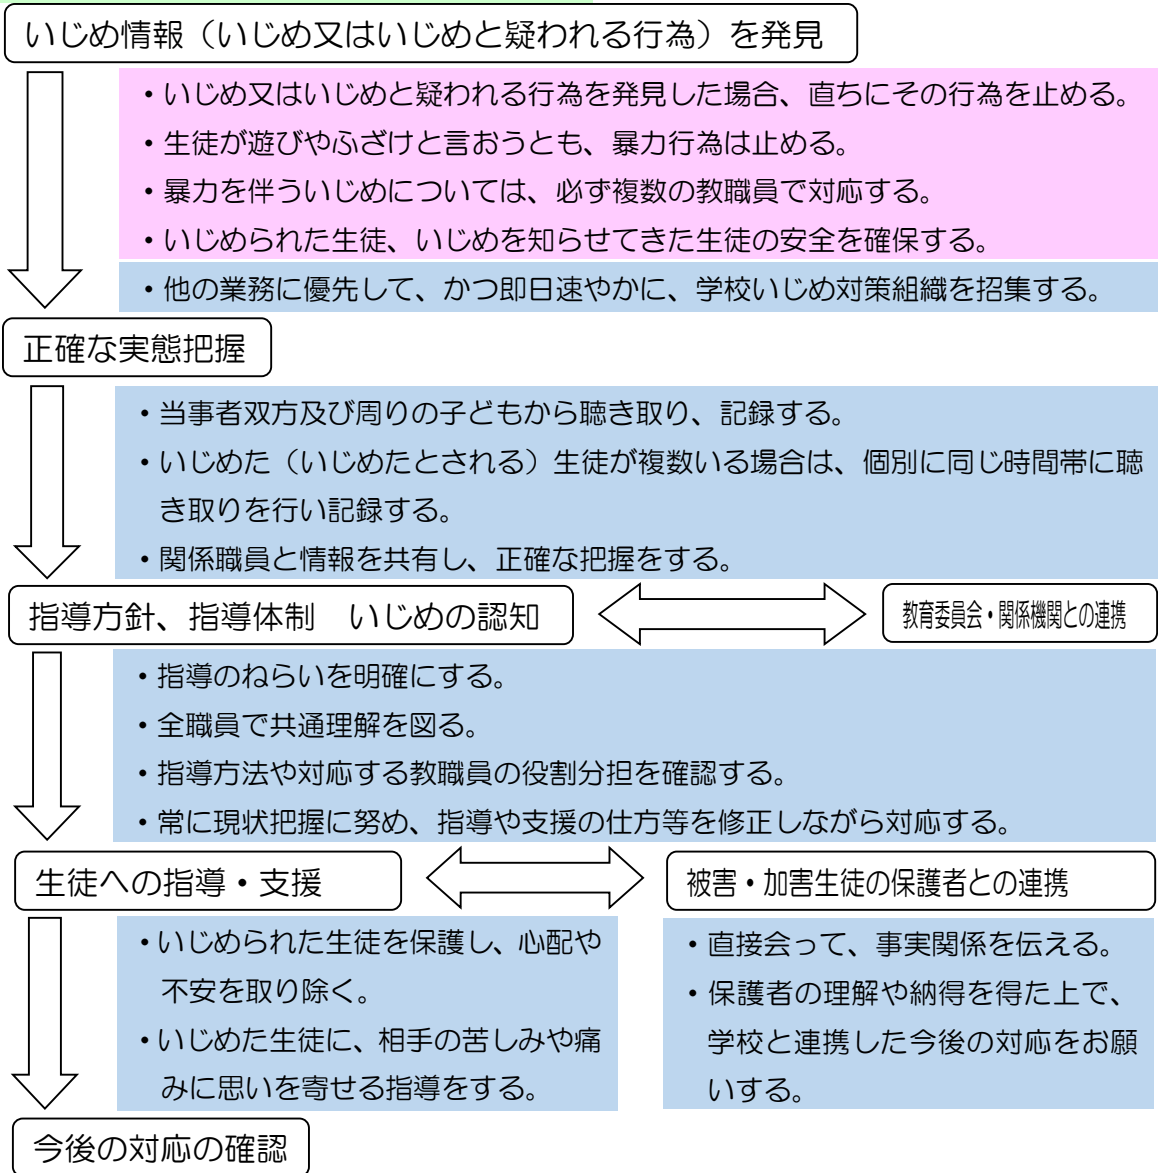 いじめ情報（いじめ又はいじめと疑われる行為）を発見
・いじめ又はいじめと疑われる行為を発見した場合、直ちにその行為を止める。
・生徒が遊びやふざけと言おうとも、暴力行為は止める。
・暴力を伴ういじめについては、必ず複数の教職員で対応する。
・いじめられた生徒、いじめを知らせてきた生徒の安全を確保する。
・他の業務に優先して、かつ即日速やかに、学校いじめ対策組織を招集する。
正確な実態把握
・当事者双方及び周りの子どもから聴き取り、記録する。
・いじめた（いじめたとされる）生徒が複数いる場合は、個別に同じ時間帯に聴
き取りを行い記録する。
・関係職員と情報を共有し、正確な把握をする。
指導方針、指導体制　いじめの認知
教育委員会・関係機関との連携
・指導のねらいを明確にする。
・全職員で共通理解を図る。
・指導方法や対応する教職員の役割分担を確認する。
・常に現状把握に努め、指導や支援の仕方等を修正しながら対応する。
生徒への指導・支援
被害・加害生徒の保護者との連携
・いじめられた生徒を保護し、心配や
不安を取り除く。
・いじめた生徒に、相手の苦しみや痛
みに思いを寄せる指導をする。
・直接会って、事実関係を伝える。
・保護者の理解や納得を得た上で、
学校と連携した今後の対応をお願
いする。
今後の対応の確認